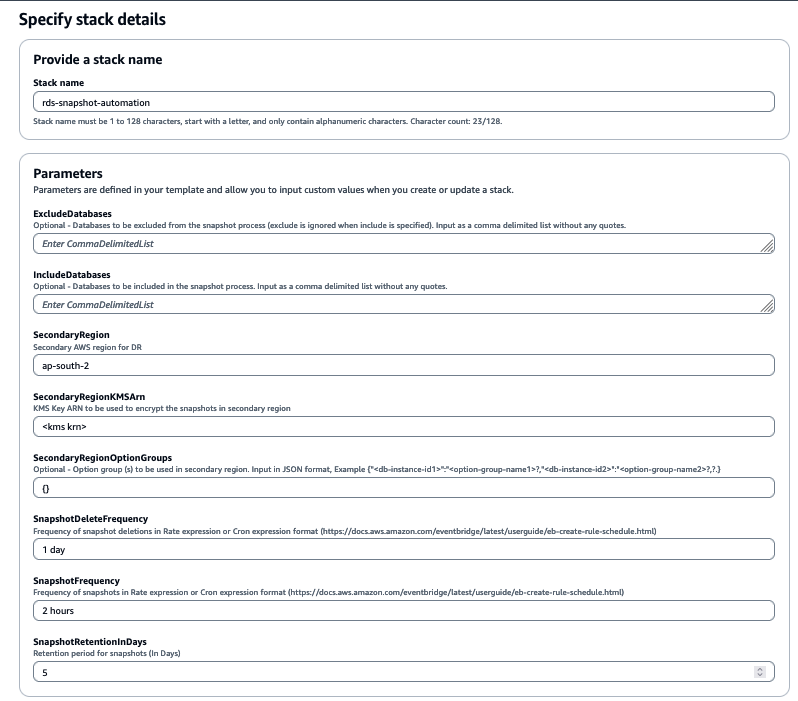 Specify stack details
Provide a stack name
Stack name
rds-snapshot-automation
Stack name must be 1 to 128 characters, start with a letter, and only contain alphanumeric characters. Character count: 23/128.
Parameters
Parameters are defined in your template and allow you to input custom values when you create or update a stack.
ExcludeDatabases
Optional - Databases to be excluded from the snapshot process (exclude is ignored when include is specified). Input as a comma delimited list without any quotes.
Enter CommaDelimitedList
IncludeDatabases
Optional - Databases to be included in the snapshot process. Input as a comma delimited list without any quotes.
Enter CommaDelimitedList
SecondaryRegion
Secondary AWS region for DR
ap-south-2
SecondaryRegionKMSArn
KMS Key ARN to be used to encrypt the snapshots in secondary region
<kms krn>
SecondaryRegionOptionGroups
Optional - Option group (s) to be used in secondary region. Input in JSON format, Example {"<db-instance-id1>":"<option-group-name1>?,"<db-instance-id2>":"<option-group-name2>?,?.}
{}
SnapshotDeleteFrequency
Frequency of snapshot deletions in Rate expression or Cron expression format (https://docs.aws.amazon.com/eventbridge/latest/userguide/eb-create-rule-schedule.html)
1 day
SnapshotFrequency
Frequency of snapshots in Rate expression or Cron expression format (https://docs.aws.amazon.com/eventbridge/latest/userguide/eb-create-rule-schedule.html)
2 hours
SnapshotRetentionInDays
Retention period for snapshots (In Days)
5